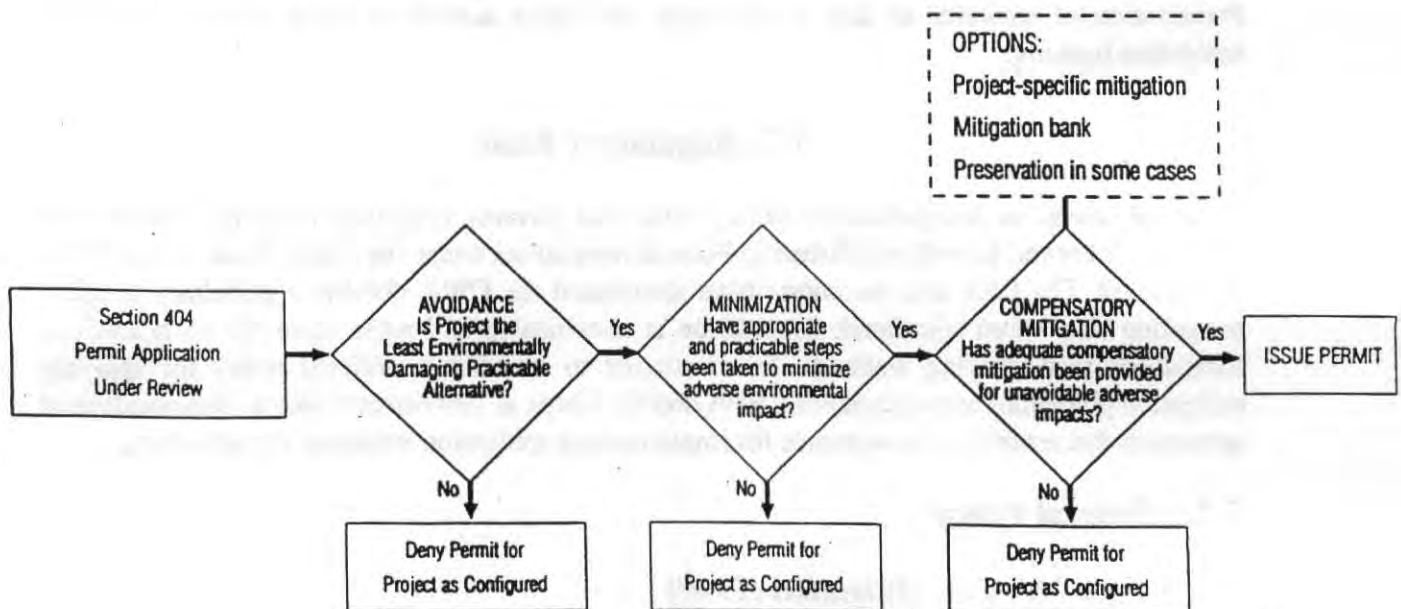 OPTIONS:
Project-specific mitigation
Mitigation bank
Preservation in some cases
Section 404
Permit Application
Under Review
AVOIDANCE
Is Project the
Least Environmentally
Damaging Practicable
Alternative?
Yes
MINIMIZATION
Have appropriate
and practicable steps
been taken to minimize
adverse environmental
impact?
Yes
COMPENSATORY
MITIGATION
Has adequate compensatory
mitigation been provided
for unavoidable adverse
impacts?
Yes
ISSUE PERMIT
No
No
No
Deny Permit for
Project as Configured
Deny Permit for
Project as Configured
Deny Permit for
Project as Configured